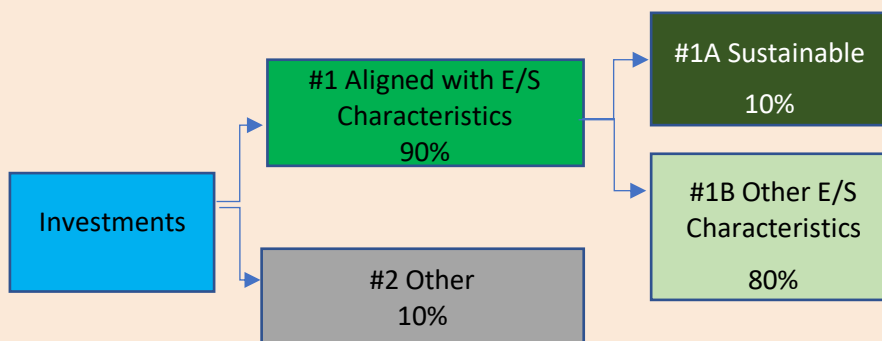 Investments
#1 Aligned with E/S
Characteristics
90%
#2 Other
10%
#1A Sustainable
10%
#1B Other E/S
Characteristics
80%